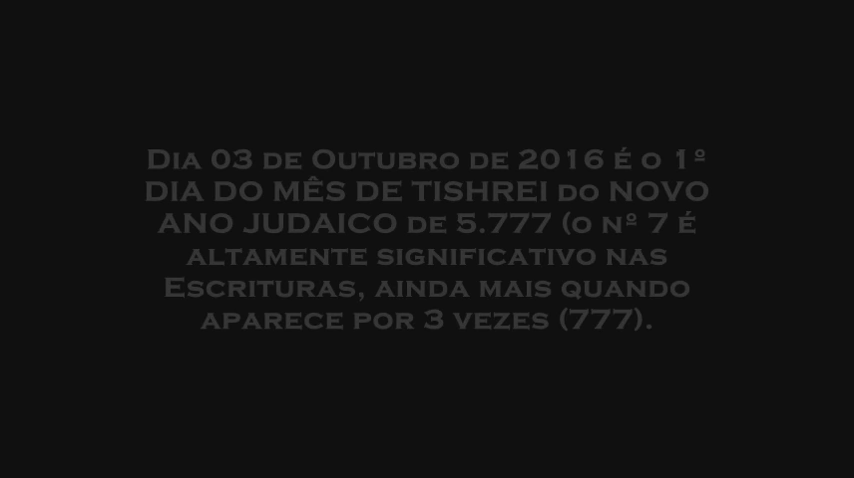 Dia 03 de Outubro de 2016 é o 1º
DIA DO MÊS DE TISHREI do NOVO
ANO JUDAICO de 5.777 (o nº 7 é
altamente significativo nas
Escrituras, ainda mais quando
aparece por 3 vezes (777).